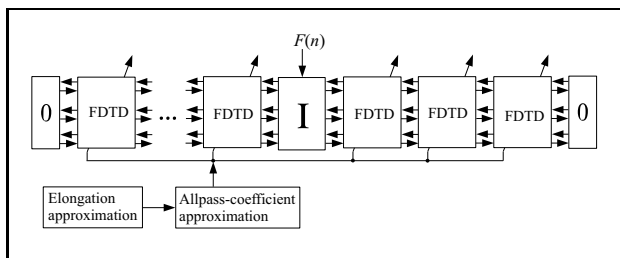 F(n)
0 FDTD ... FDTD I FDTD FDTD FDTD 0
Elongation
approximation
Allpass-coefficient
approximation